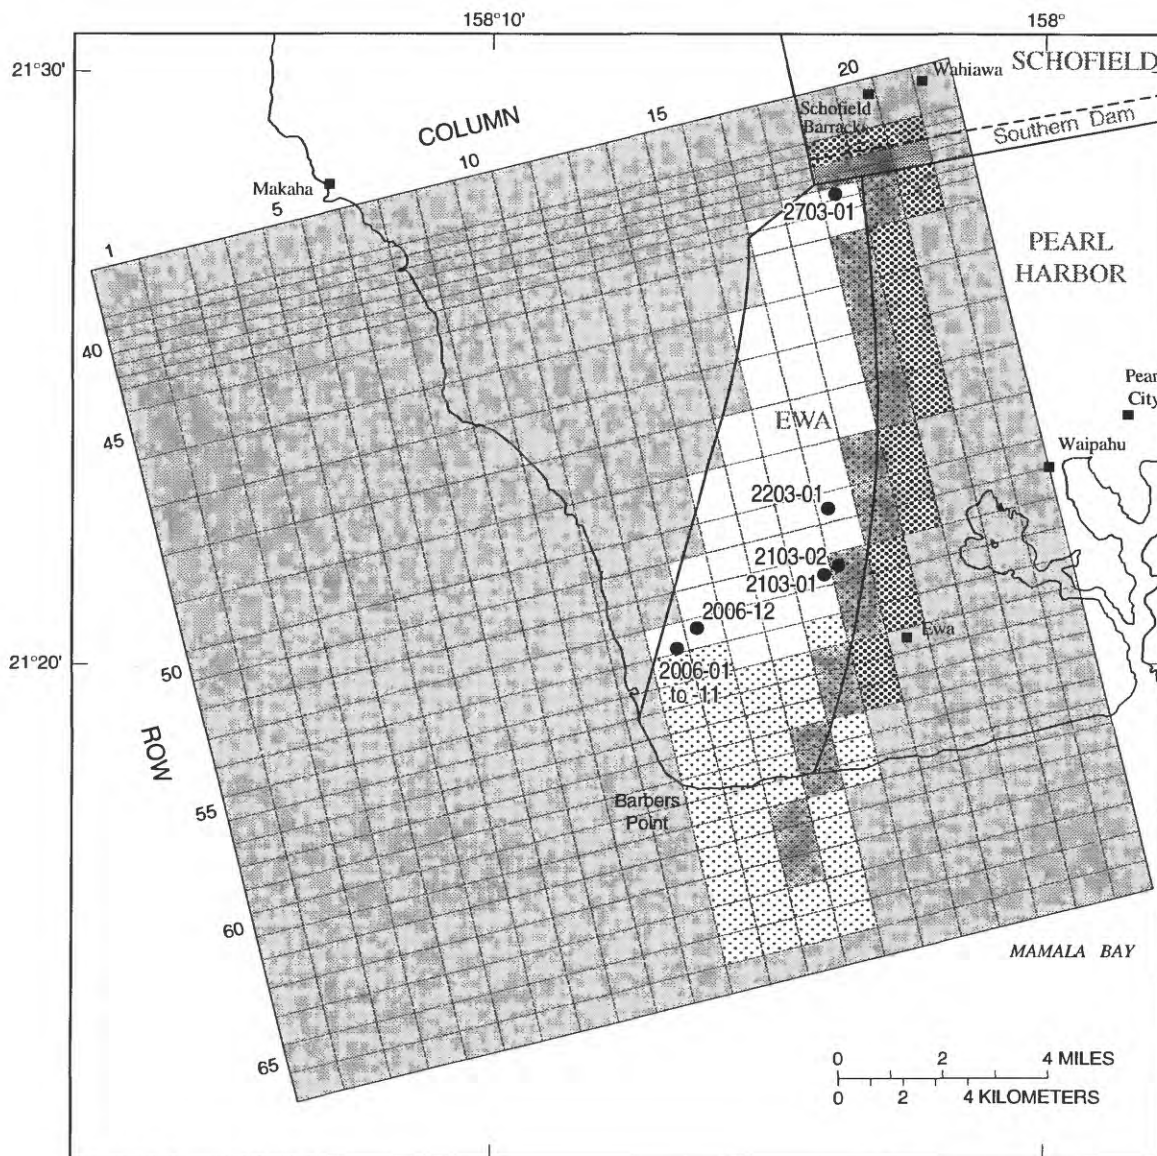 158°10'
158°
21°30'
20
Wahiawa
SCHOFIELD
Schofield
Barracks
Southern Dam
15
COLUMN
10
Makaha
5
2703-01
1
PEARL
HARBOR
40
Pear
City
EWA
45
Waipahu
2203-01
2103-02
2103-01
2006-12
Ewa
21°20'
50
2006-01
to -11
ROW
Barbers
Point
55
60
MAMALA BAY
65
0 2 4 MILES
0 2 4 KILOMETERS